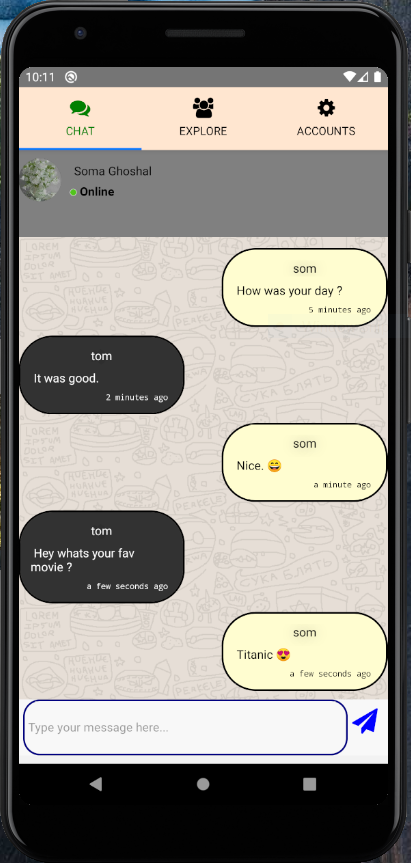 10:11
CHAT EXPLORE ACCOUNTS
Soma Ghoshal
Online
som
How was your day ?
5 minutes ago
tom
It was good.
2 minutes ago
som
Nice. 😄
a minute ago
tom
Hey whats your fav
movie ?
a few seconds ago
som
Titanic 😍
a few seconds ago
Type your message here...